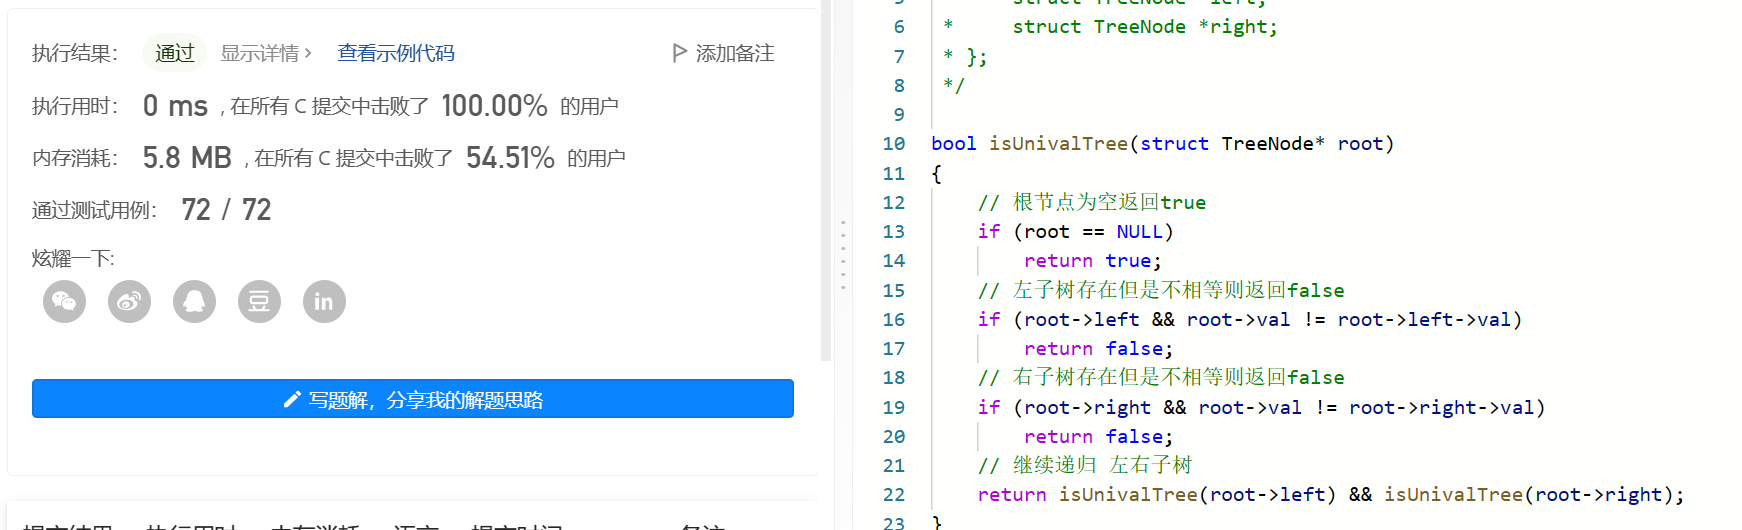 执行结果： 通过 显示详情 > 查看示例代码 添加备注
执行用时： 0 ms , 在所有 C 提交中击败了 100.00% 的用户
内存消耗： 5.8 MB , 在所有 C 提交中击败了 54.51% 的用户
通过测试用例： 72 / 72
炫耀一下:
豆 in
写题解，分享我的解题思路
提交结果 执行用时 内存消耗 语言 提交时间 备注
5 struct TreeNode *left;
6 * struct TreeNode *right;
7 * };
8 */
9
10 bool isUnivalTree(struct TreeNode* root)
11 {
12 // 根节点为空返回true
13 if (root == NULL)
14 return true;
15 // 左子树存在但是不相等则返回false
16 if (root->left && root->val != root->left->val)
17 return false;
18 // 右子树存在但是不相等则返回false
19 if (root->right && root->val != root->right->val)
20 return false;
21 // 继续递归 左右子树
22 return isUnivalTree(root->left) && isUnivalTree(root->right);
23 }